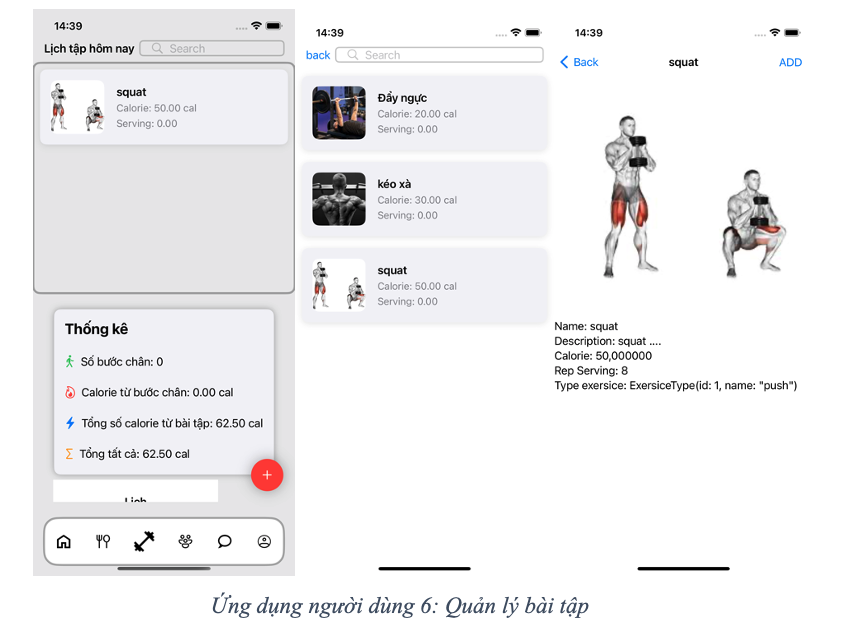 14:39
Lịch tập hôm nay
Search
squat
Calorie: 50.00 cal
Serving: 0.00
Thống kê
Số bước chân: 0
Calorie từ bước chân: 0.00 cal
Tổng số calorie từ bài tập: 62.50 cal
Tổng tất cả: 62.50 cal
+
Lịch
14:39
back
Search
Đẩy ngực
Calorie: 20.00 cal
Serving: 0.00
kéo xà
Calorie: 30.00 cal
Serving: 0.00
squat
Calorie: 50.00 cal
Serving: 0.00
14:39
Back
squat
ADD
Name: squat
Description: squat ....
Calorie: 50,000000
Rep Serving: 8
Type exersice: ExersiceType(id: 1, name: "push")
Ứng dụng người dùng 6: Quản lý bài tập